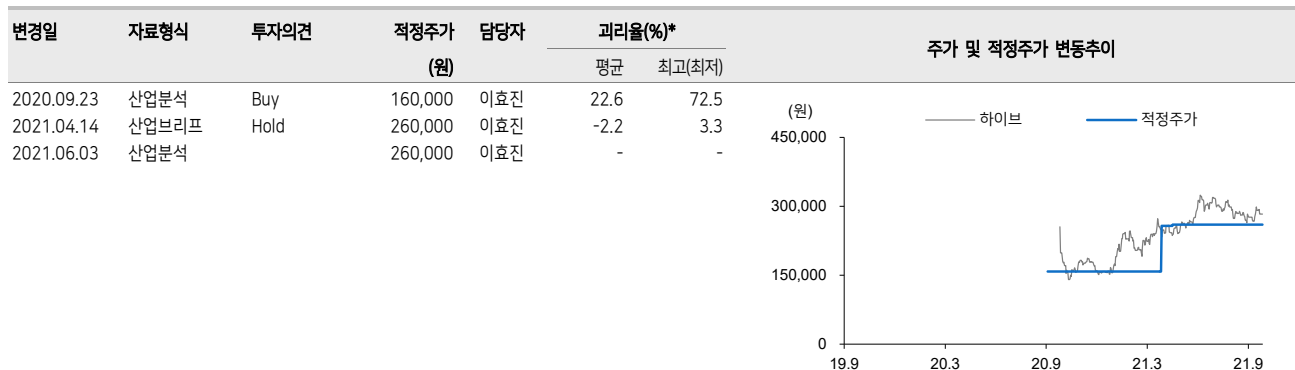 변경일 자료형식 투자의견 적정주가 담당자 괴리율(%)* 주가 및 적정주가 변동추이
(원) 평균 최고(최저)
2020.09.23 산업분석 Buy 160,000 이효진 22.6 72.5
2021.04.14 산업브리프 Hold 260,000 이효진 -2.2 3.3
2021.06.03 산업분석 260,000 이효진 - -
(원) 하이브 적정주가
450,000
300,000
150,000
0
19.9 20.3 20.9 21.3 21.9